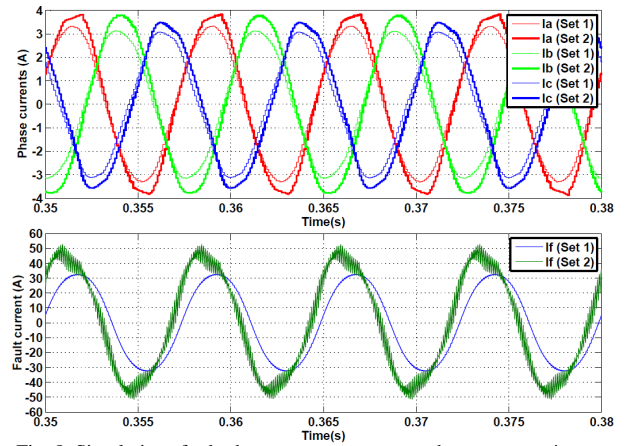 4
3
2
1
0
-1
-2
-3
-4
Phase currents (A)
Ia (Set 1)
Ia (Set 2)
Ib (Set 1)
Ib (Set 2)
Ic (Set 1)
Ic (Set 2)
0.35 0.355 0.36 0.365 0.37 0.375 0.38
Time(s)
60
50
40
30
20
10
0
-10
-20
-30
-40
-50
-60
Fault current (A)
If (Set 1)
If (Set 2)
0.35 0.355 0.36 0.365 0.37 0.375 0.38
Time(s)